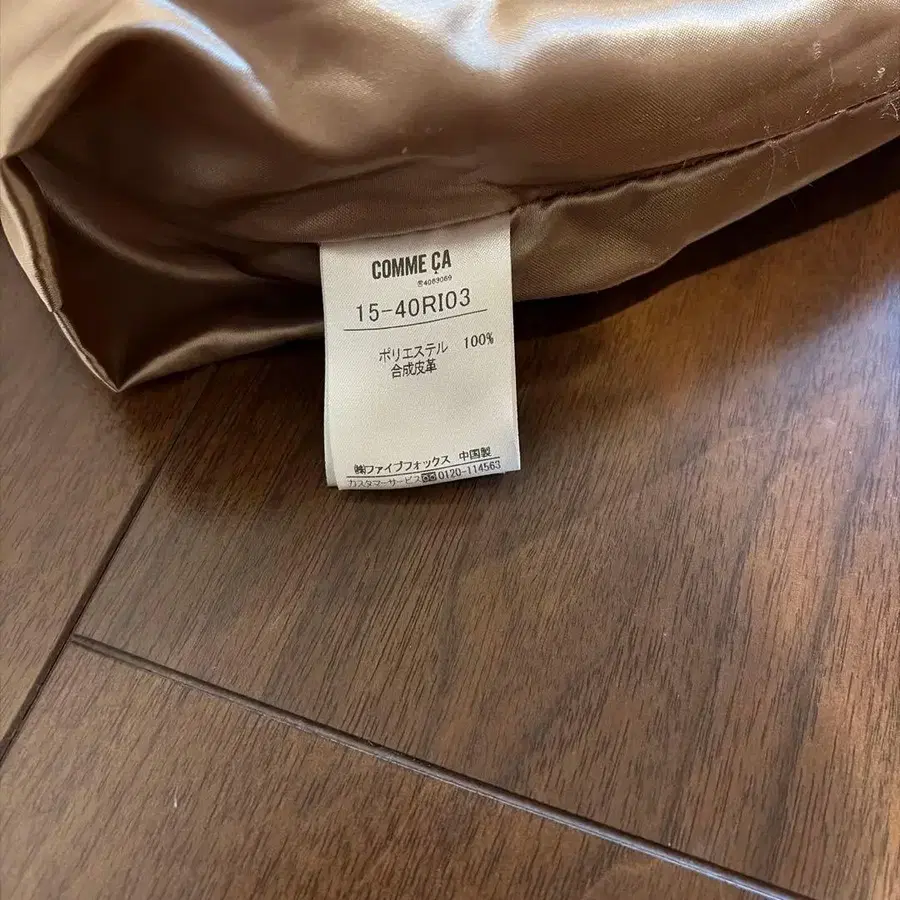 COMME ÇA
®4063069
15-40RI03
ポリエステル 100%
合成皮革
㈱ファイブフォックス 中国製
カスタマーサービス 0120-114563